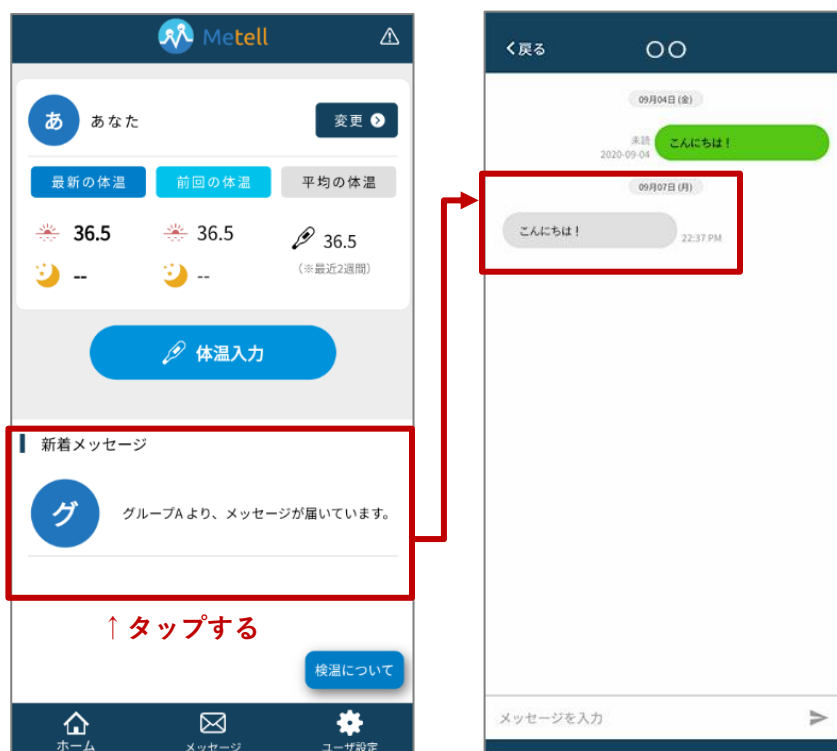 Metell
あ あなた 変更
最新の体温 前回の体温 平均の体温
36.5 36.5 36.5
-- -- (※最近2週間)
体温入力
新着メッセージ
グ グループA より、メッセージが届いています。
↑タップする
検温について
ホーム メッセージ ユーザ設定
戻る 〇〇
09月04日(金)
未読
2020-09-04 こんにちは!
09月07日(月)
こんにちは! 22:37 PM
メッセージを入力